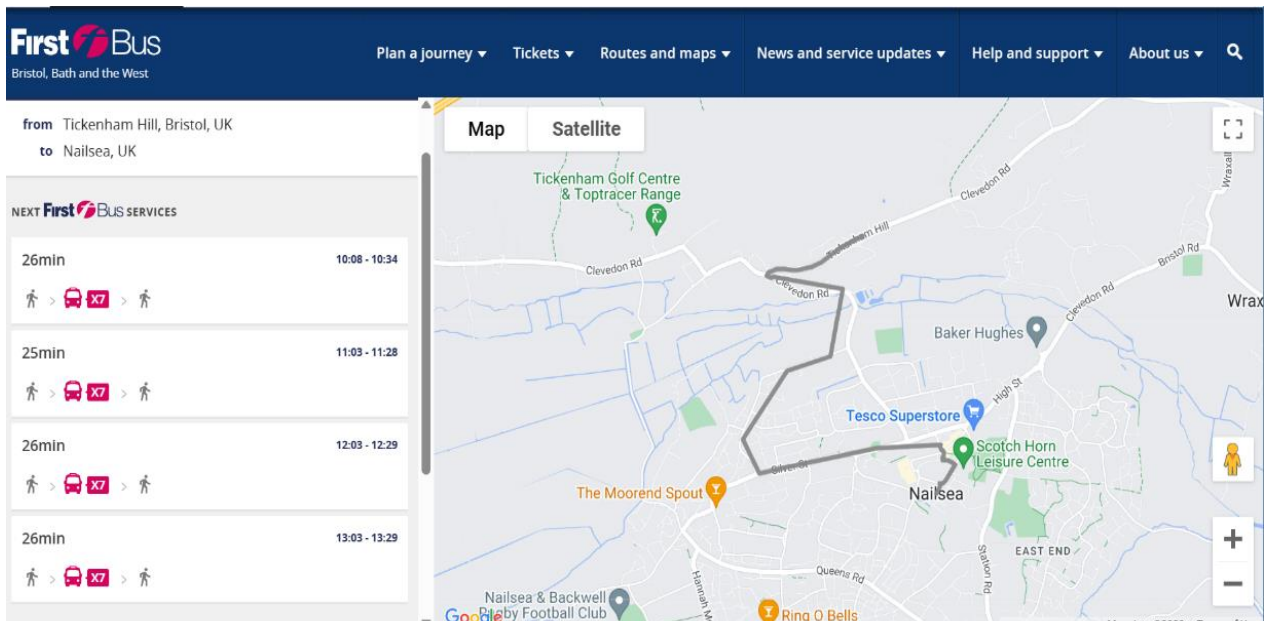 First Bus
Bristol, Bath and the West
Plan a journey
Tickets
Routes and maps
News and service updates
Help and support
About us
from Tickenham Hill, Bristol, UK
to Nailsea, UK
NEXT First Bus SERVICES
26min 10:08 - 10:34
X7
25min 11:03 - 11:28
X7
26min 12:03 - 12:29
X7
26min 13:03 - 13:29
X7
Map Satellite
Tickenham Golf Centre
& Toptracer Range
Clevedon Rd
Tickenham Hill
Clevedon Rd
Clevedon Rd
Bristol Rd
Clevedon Rd
Baker Hughes
High St
Tesco Superstore
Scotch Horn
Leisure Centre
Silver St
The Moorend Spout
Nailsea
EAST END
Station Rd
Queens Rd
Nailsea & Backwell
Rugby Football Club
Ring O Bells
Google